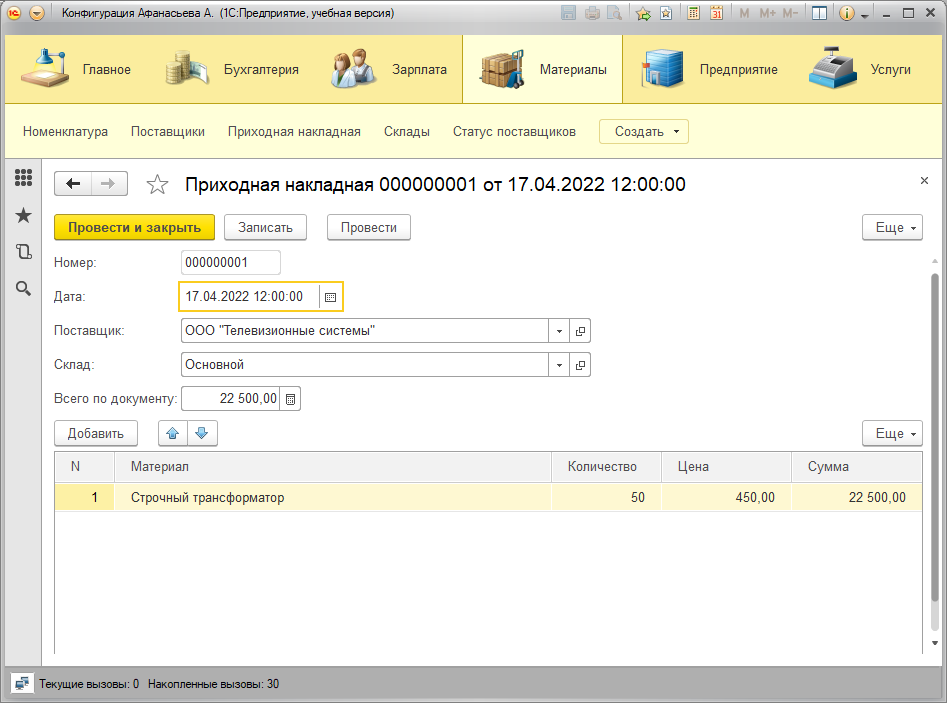 Конфигурация Афанасьева А. (1С:Предприятие, учебная версия)
M M+ M-
31
Главное Бухгалтерия Зарплата Материалы Предприятие Услуги
Номенклатура Поставщики Приходная накладная Склады Статус поставщиков Создать
Приходная накладная 000000001 от 17.04.2022 12:00:00
Провести и закрыть Записать Провести Еще
Номер: 000000001
Дата: 17.04.2022 12:00:00
Поставщик: ООО "Телевизионные системы"
Склад: Основной
Всего по документу: 22 500,00
Добавить Еще
N Материал Количество Цена Сумма
1 Строчный трансформатор 50 450,00 22 500,00
Текущие вызовы: 0 Накопленные вызовы: 30